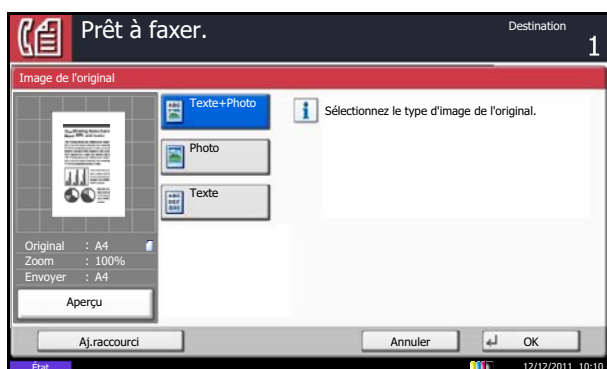 Prêt à faxer.
Destination
1
Image de l'original
Texte+Photo
Sélectionnez le type d'image de l'original.
Photo
Texte
Original : A4
Zoom : 100%
Envoyer : A4
Aperçu
Aj.raccourci
Annuler
OK
État
12/12/2011 10:10